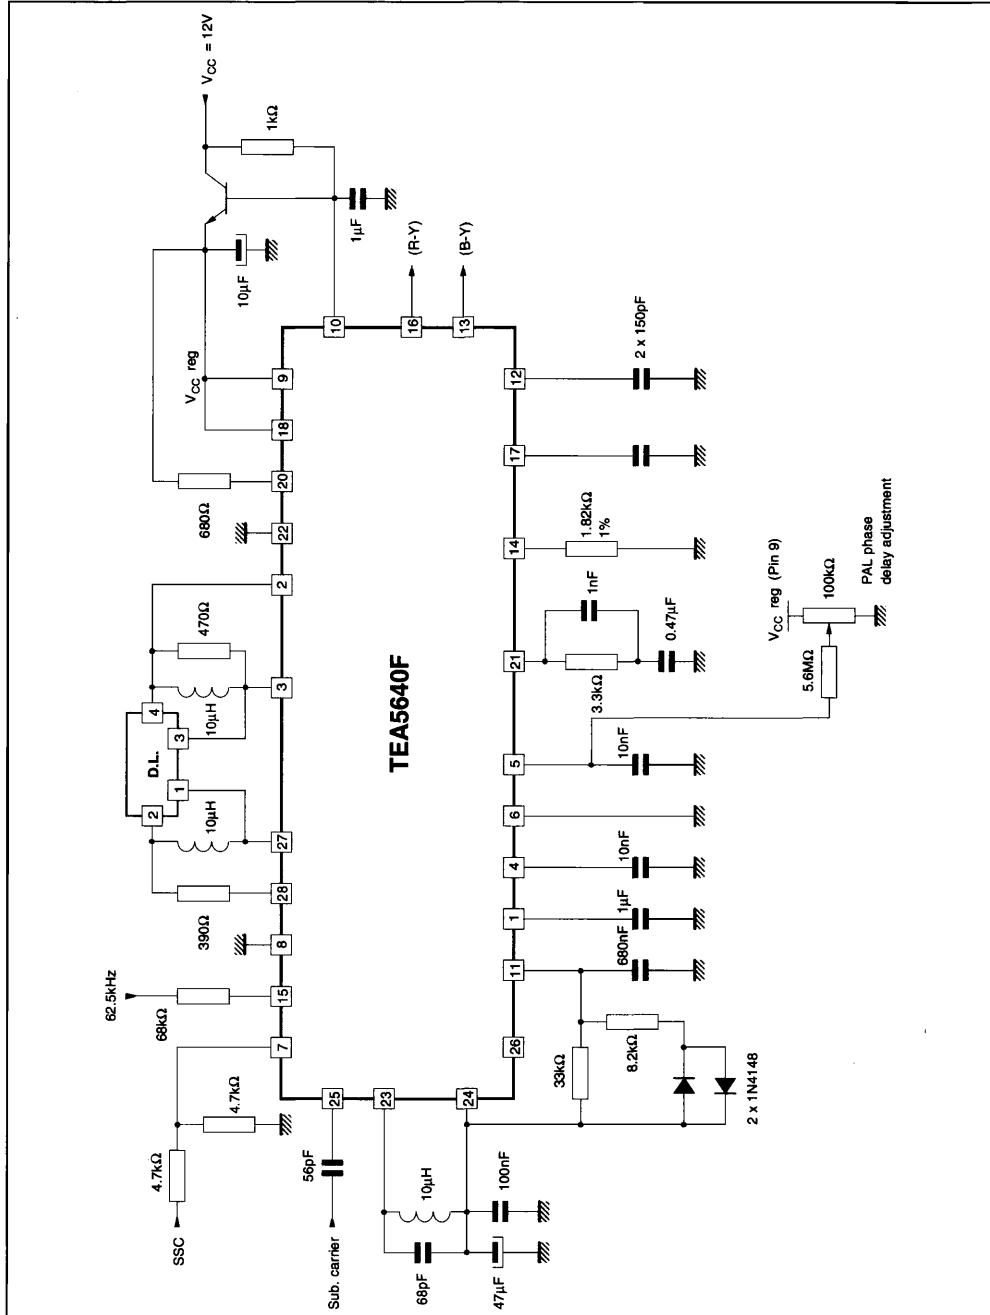 V_CC = 12V
1kΩ
1μF
10μF
(R-Y)
(B-Y)
V_CC reg
10
16
13
9
18
20
22
2
3
27
28
8
15
7
680Ω
470Ω
10μH
4
3
D.L.
1
2
10μH
390Ω
62.5kHz
68kΩ
4.7kΩ
4.7kΩ
SSC
TEA5640F
12
17
14
21
5
6
4
1
11
26
25
23
24
2 x 150pF
1.82kΩ
1%
1nF
3.3kΩ
0.47μF
V_CC reg (Pin 9)
100kΩ
PAL phase
delay adjustment
5.6MΩ
10nF
10nF
1μF
680nF
33kΩ
8.2kΩ
2 x 1N4148
56pF
Sub. carrier
10μH
100nF
68pF
47μF